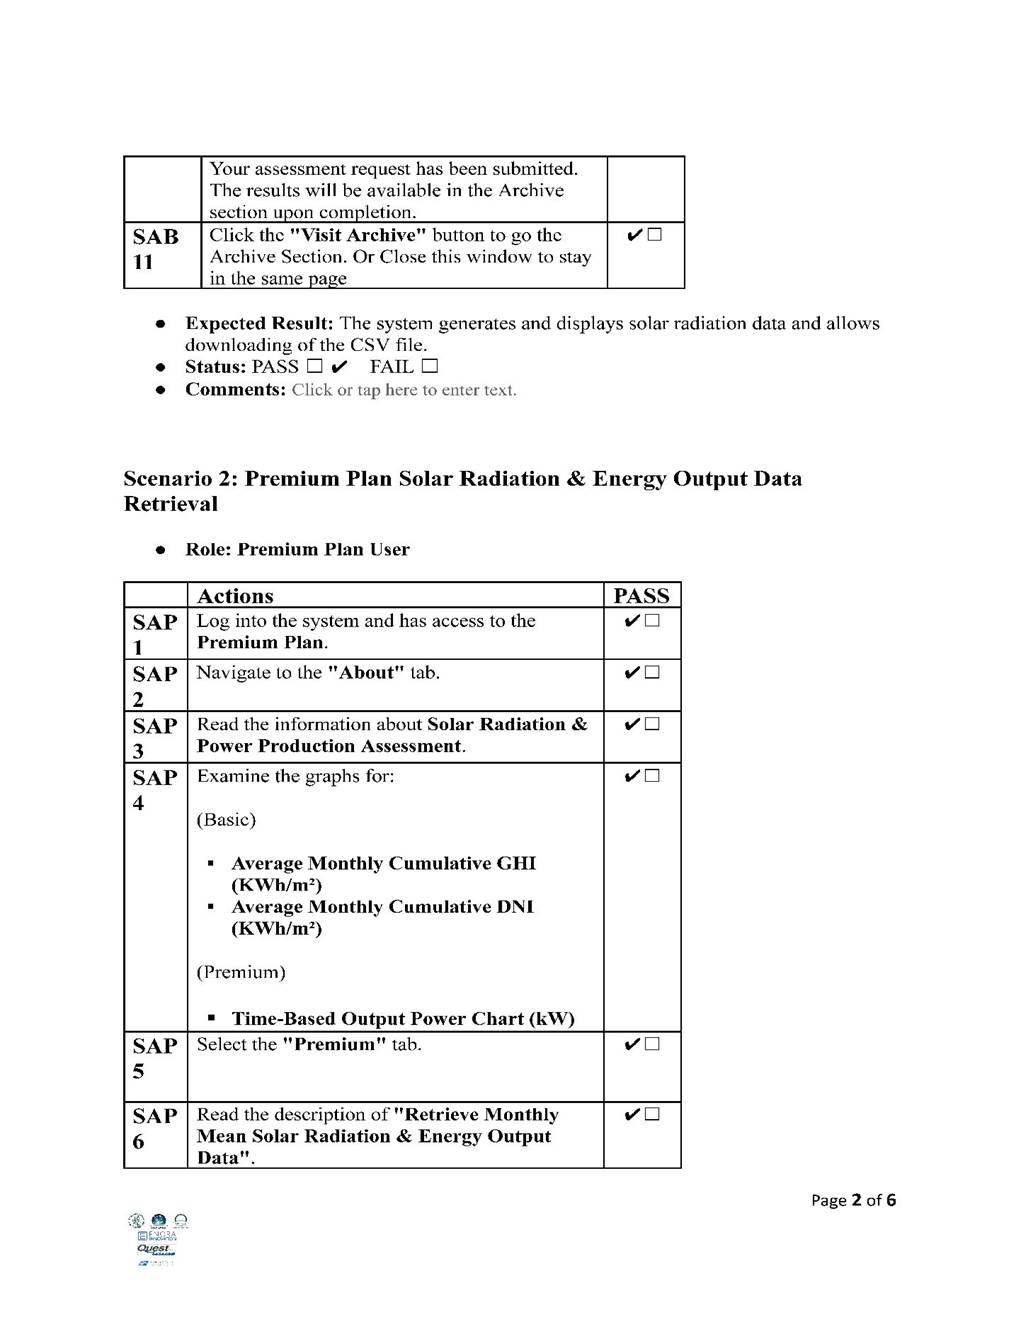 Your assessment request has been submitted.
The results will be available in the Archive
section upon completion.
SAB
11
Click the "Visit Archive" button to go the
Archive Section. Or Close this window to stay
in the same page
✔☐
● Expected Result: The system generates and displays solar radiation data and allows
downloading of the CSV file.
● Status: PASS ☐ ✔ FAIL ☐
● Comments: Click or tap here to enter text.
Scenario 2: Premium Plan Solar Radiation & Energy Output Data
Retrieval
● Role: Premium Plan User
Actions PASS
SAP
1
Log into the system and has access to the
Premium Plan.
✔☐
SAP
2
Navigate to the "About" tab.
✔☐
SAP
3
Read the information about Solar Radiation &
Power Production Assessment.
✔☐
SAP
4
Examine the graphs for:
✔☐
(Basic)
▪ Average Monthly Cumulative GHI
(KWh/m²)
▪ Average Monthly Cumulative DNI
(KWh/m²)
(Premium)
▪ Time-Based Output Power Chart (kW)
SAP
5
Select the "Premium" tab.
✔☐
SAP
6
Read the description of "Retrieve Monthly
Mean Solar Radiation & Energy Output
Data".
✔☐
Page 2 of 6
Quest